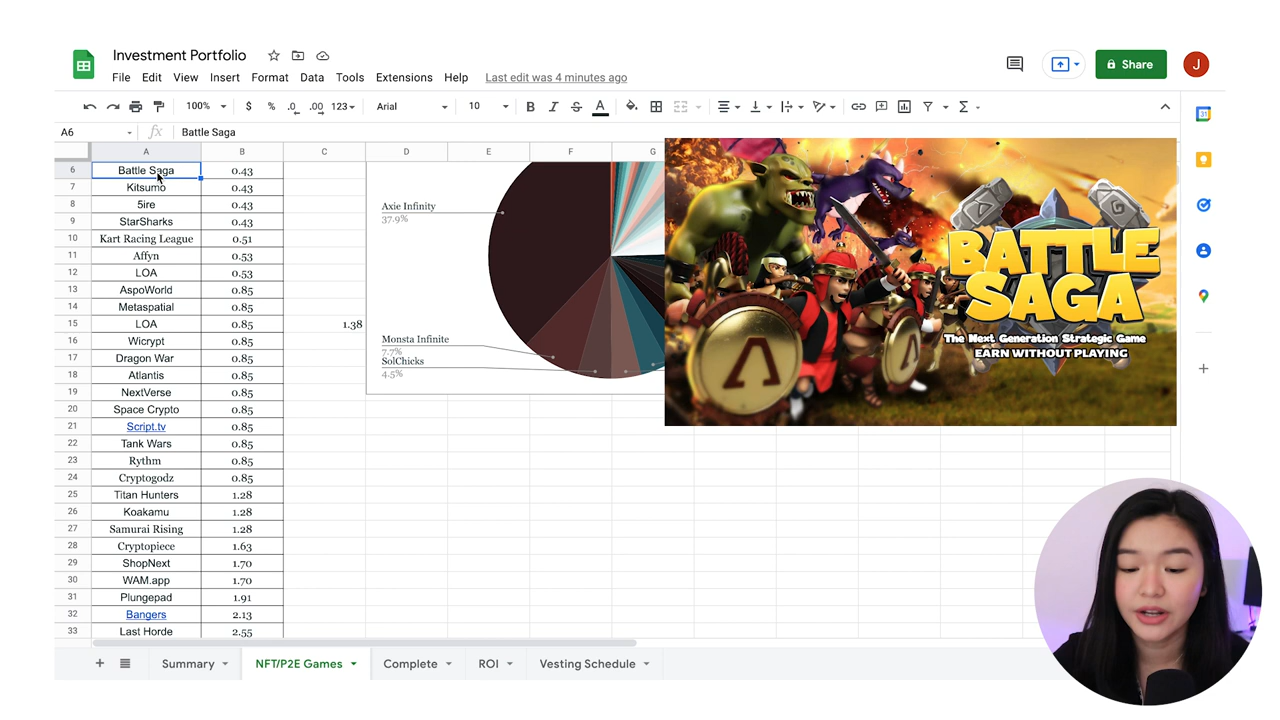 Investment Portfolio
File Edit View Insert Format Data Tools Extensions Help Last edit was 4 minutes ago
Share
J
100% $ % .0 .00 123 Arial 10 B I S A
A6 fx Battle Saga
A B C D E F G
6 Battle Saga 0.43
7 Kitsumo 0.43
8 5ire 0.43
9 StarSharks 0.43
10 Kart Racing League 0.51
11 Affyn 0.53
12 LOA 0.53
13 AspoWorld 0.85
14 Metaspatial 0.85
15 LOA 0.85 1.38
16 Wicrypt 0.85
17 Dragon War 0.85
18 Atlantis 0.85
19 NextVerse 0.85
20 Space Crypto 0.85
21 Script.tv 0.85
22 Tank Wars 0.85
23 Rythm 0.85
24 Cryptogodz 0.85
25 Titan Hunters 1.28
26 Koakamu 1.28
27 Samurai Rising 1.28
28 Cryptopiece 1.63
29 ShopNext 1.70
30 WAM.app 1.70
31 Plungepad 1.91
32 Bangers 2.13
33 Last Horde 2.55
Axie Infinity
37.9%
Monsta Infinite
7.7%
SolChicks
4.5%
BATTLE
SAGA
The Next Generation Strategic Game
EARN WITHOUT PLAYING
31
Summary NFT/P2E Games Complete ROI Vesting Schedule